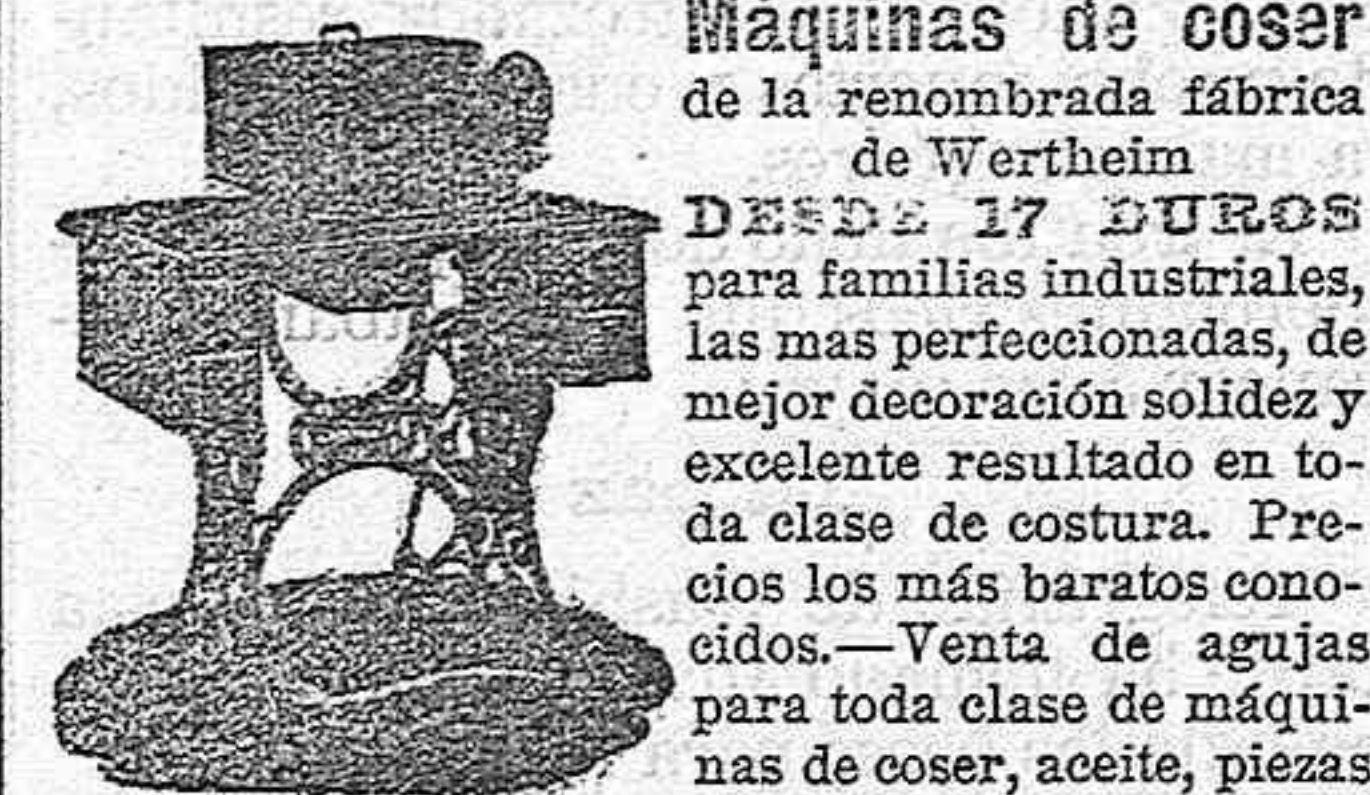 Máquinas de coser
de la renombrada fábrica
de Wertheim
DESDE 17 DUROS
para familias industriales,
las mas perfeccionadas, de
mejor decoración solidez y
excelente resultado en to-
da clase de costura. Pre-
cios los más baratos cono-
cidos.—Venta de agujas
para toda clase de máqui-
nas de coser, aceite, piezas